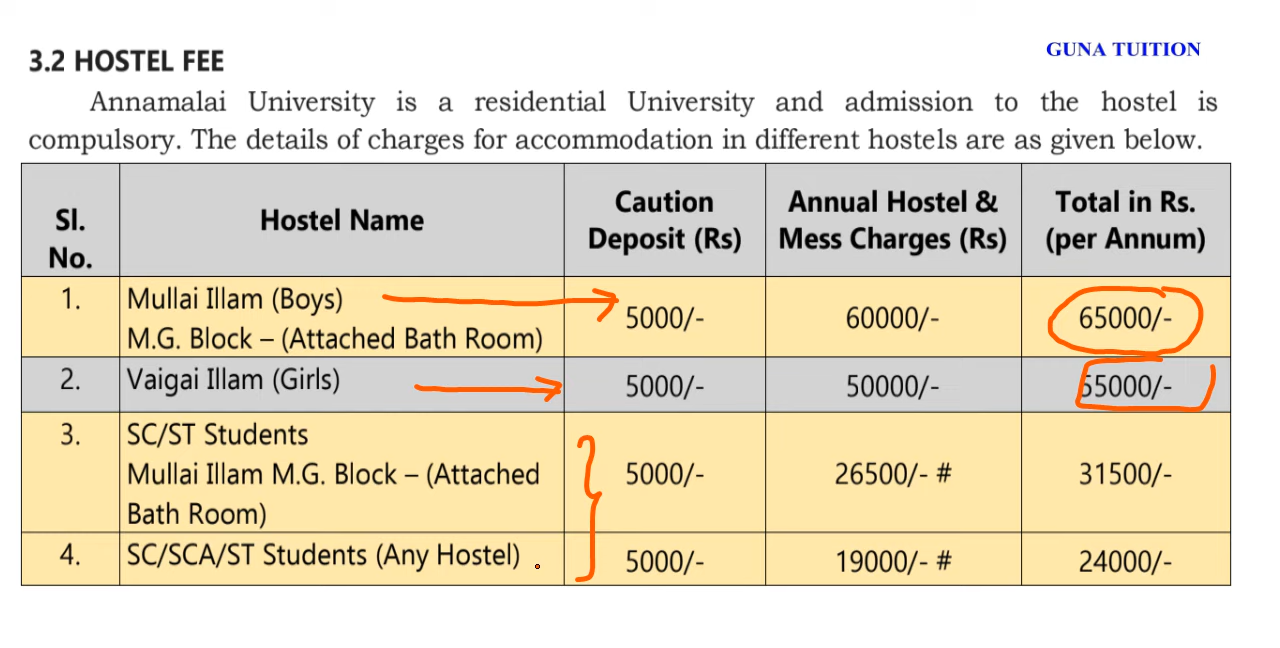 GUNA TUITION
3.2 HOSTEL FEE
Annamalai University is a residential University and admission to the hostel is
compulsory. The details of charges for accommodation in different hostels are as given below.
Sl. No. Hostel Name Caution Deposit (Rs) Annual Hostel & Mess Charges (Rs) Total in Rs. (per Annum)
1. Mullai Illam (Boys)
M.G. Block – (Attached Bath Room) 5000/- 60000/- 65000/-
2. Vaigai Illam (Girls) 5000/- 50000/- 55000/-
3. SC/ST Students
Mullai Illam M.G. Block – (Attached
Bath Room) 5000/- 26500/- # 31500/-
4. SC/SCA/ST Students (Any Hostel) 5000/- 19000/- # 24000/-